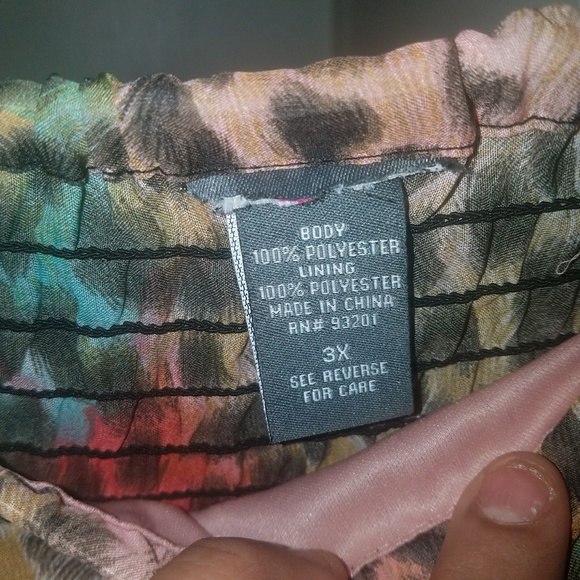 BODY
100% POLYESTER
LINING
100% POLYESTER
MADE IN CHINA
RN# 93201
3X
SEE REVERSE
FOR CARE